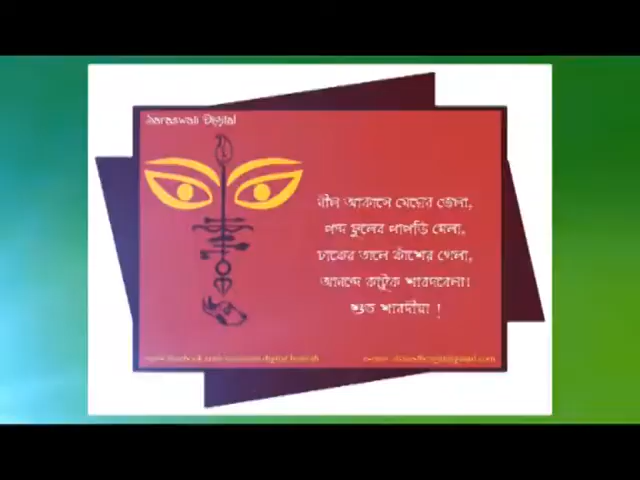 Saraswati Digital
নীল আকাসে মেঘের ভেলা,
পদ্ম ফুলের পাপড়ি মেলা,
ঢাকের তালে কাঁশের খেলা,
আনন্দে কাটুক শারদবেলা।
শুভ শারদীয়া !